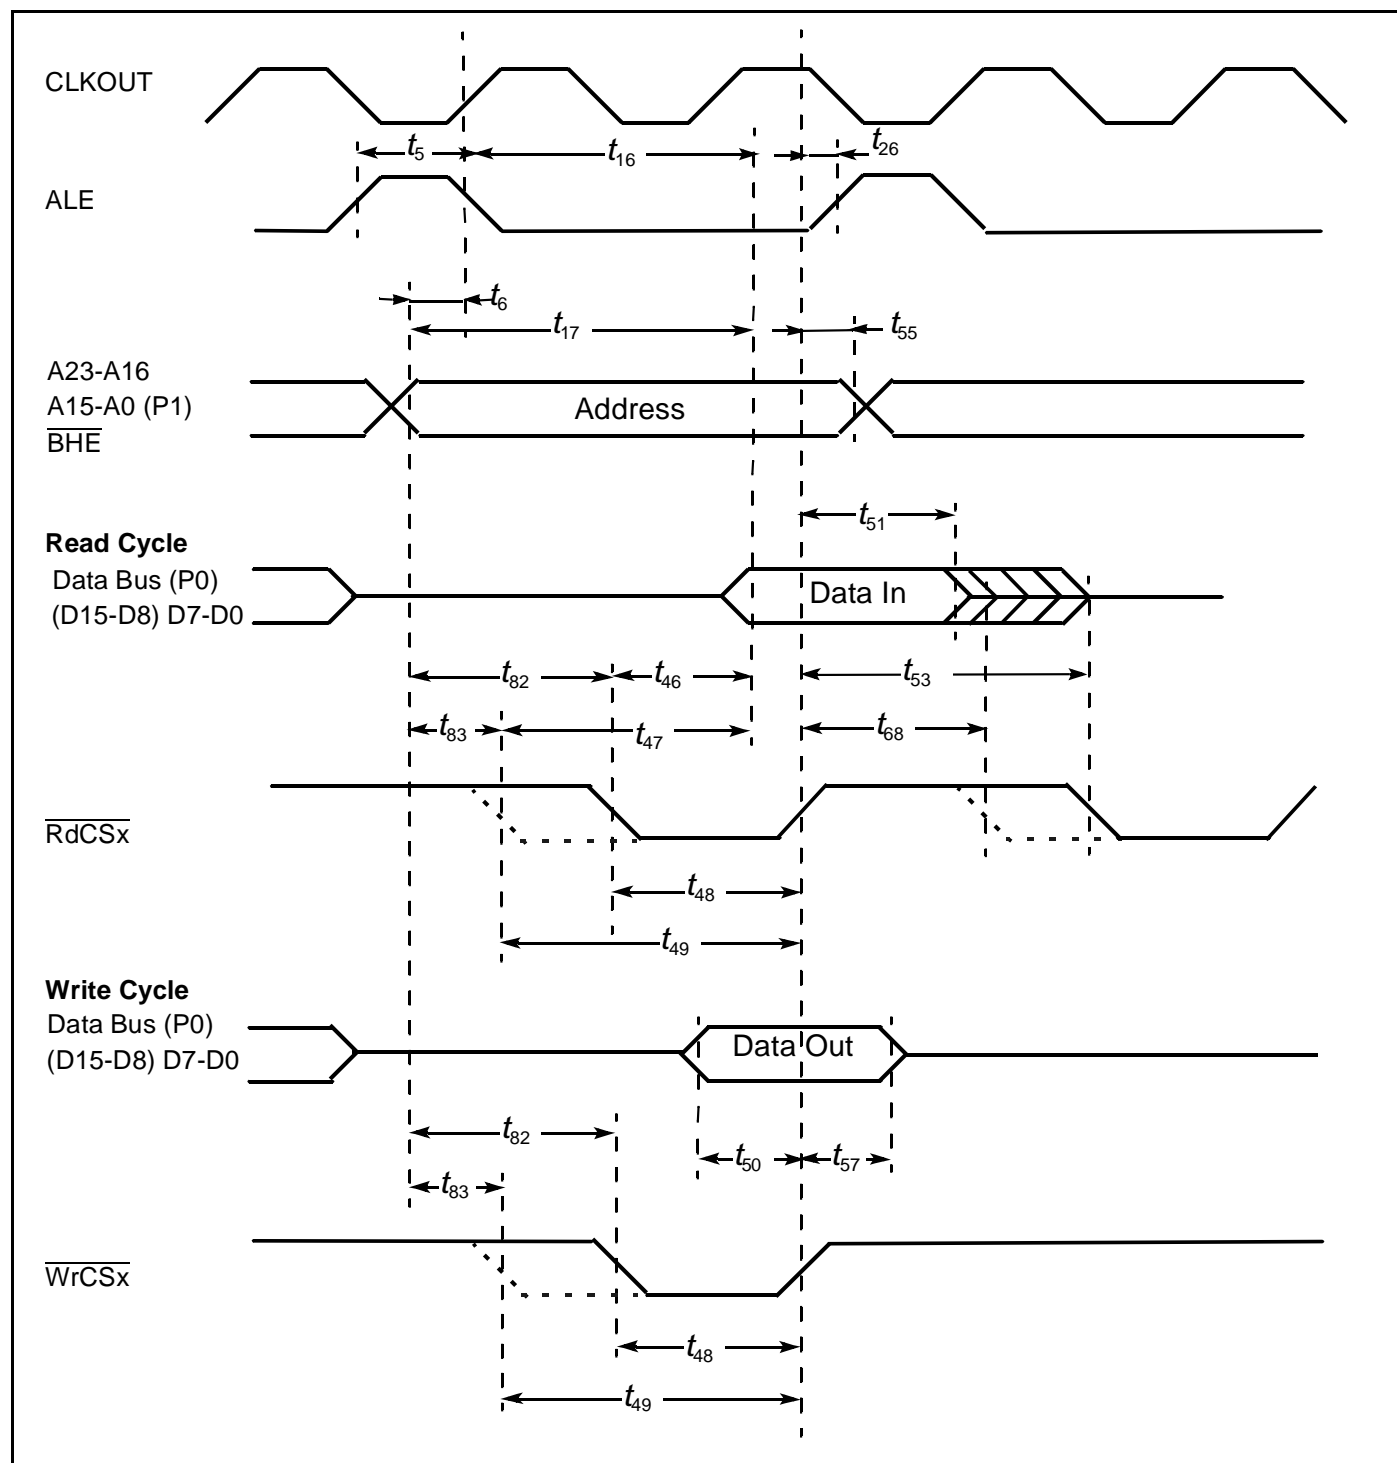 CLKOUT
t5
t16
t26
ALE
t6
t17
t55
A23-A16
A15-A0 (P1)
BHE
Address
t51
Read Cycle
Data Bus (P0)
(D15-D8) D7-D0
Data In
t82
t46
t53
t83
t47
t68
RdCSx
t48
t49
Write Cycle
Data Bus (P0)
(D15-D8) D7-D0
Data Out
t82
t50
t57
t83
WrCSx
t48
t49